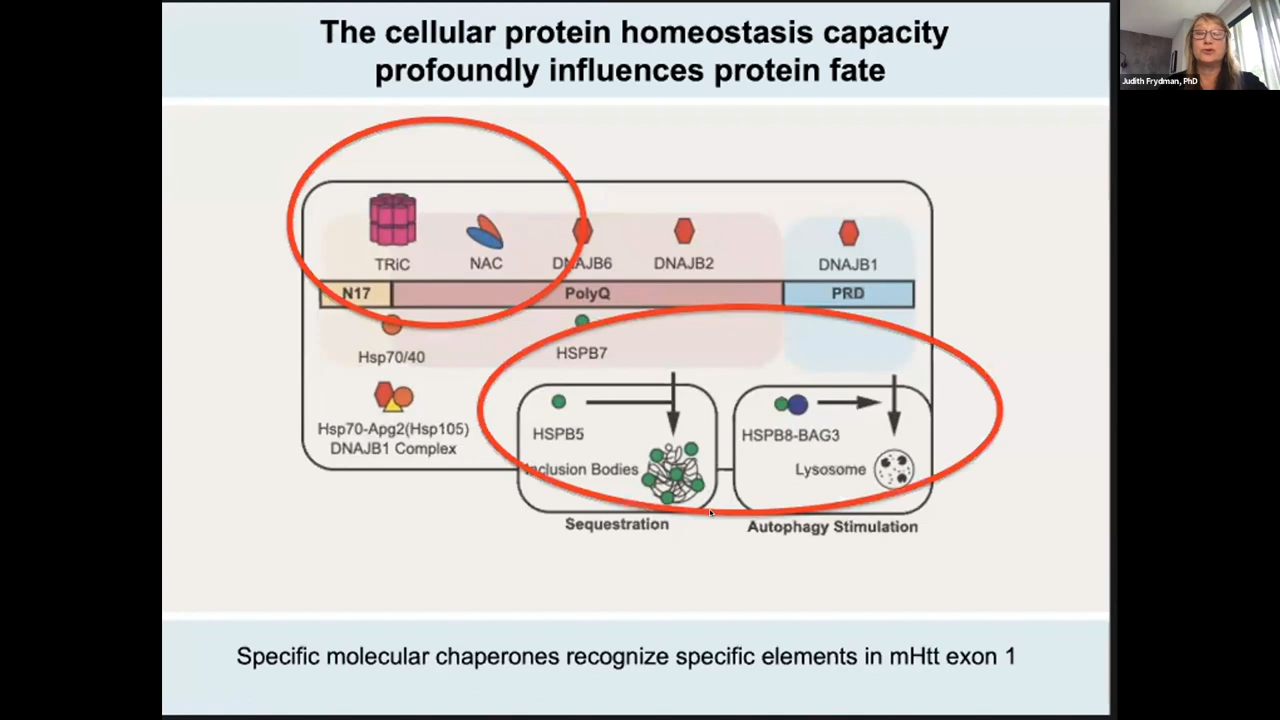 The cellular protein homeostasis capacity
profoundly influences protein fate
Judith Frydman, PhD
TRiC
NAC
DNAJB6
DNAJB2
DNAJB1
N17
PolyQ
PRD
Hsp70/40
HSPB7
Hsp70-Apg2(Hsp105)
DNAJB1 Complex
HSPB5
Inclusion Bodies
Sequestration
HSPB8-BAG3
Lysosome
Autophagy Stimulation
Specific molecular chaperones recognize specific elements in mHtt exon 1